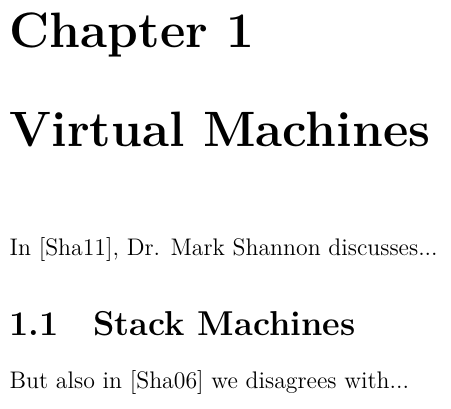 Chapter 1
Virtual Machines
In [Sha11], Dr. Mark Shannon discusses...
1.1 Stack Machines
But also in [Sha06] we disagrees with...